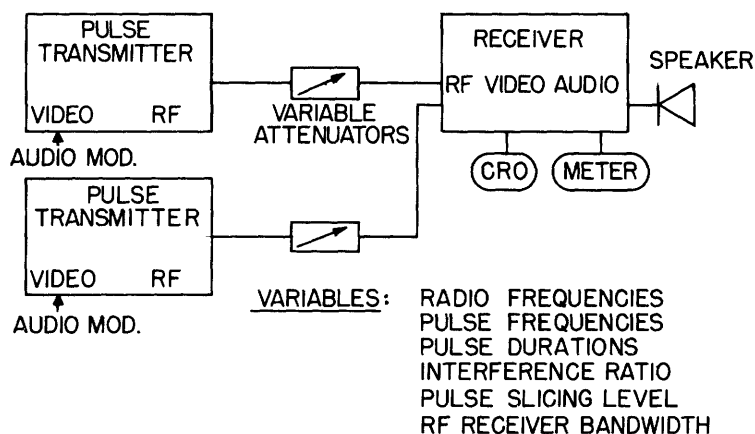 PULSE
TRANSMITTER
VIDEO RF
AUDIO MOD.
VARIABLE
ATTENUATORS
RECEIVER
RF VIDEO AUDIO
SPEAKER
CRO
METER
PULSE
TRANSMITTER
VIDEO RF
AUDIO MOD.
VARIABLES: RADIO FREQUENCIES
PULSE FREQUENCIES
PULSE DURATIONS
INTERFERENCE RATIO
PULSE SLICING LEVEL
RF RECEIVER BANDWIDTH